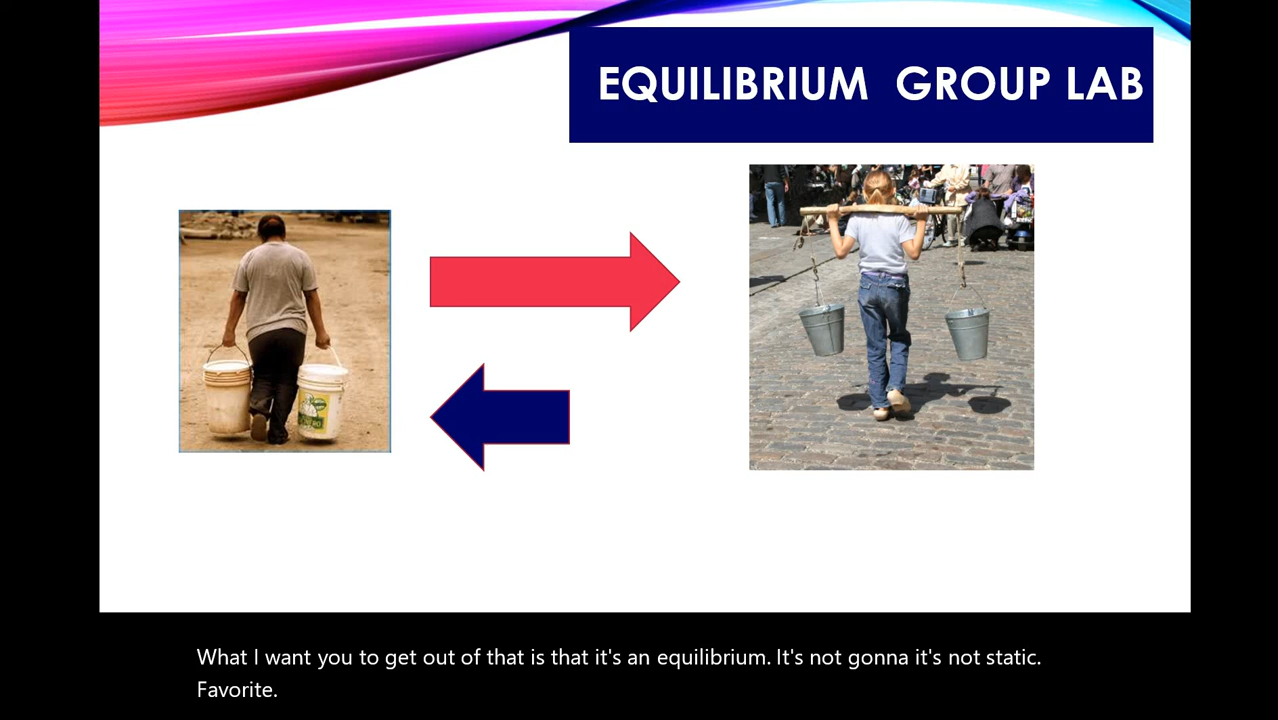 EQUILIBRIUM GROUP LAB
What I want you to get out of that is that it's an equilibrium. It's not gonna it's not static.
Favorite.